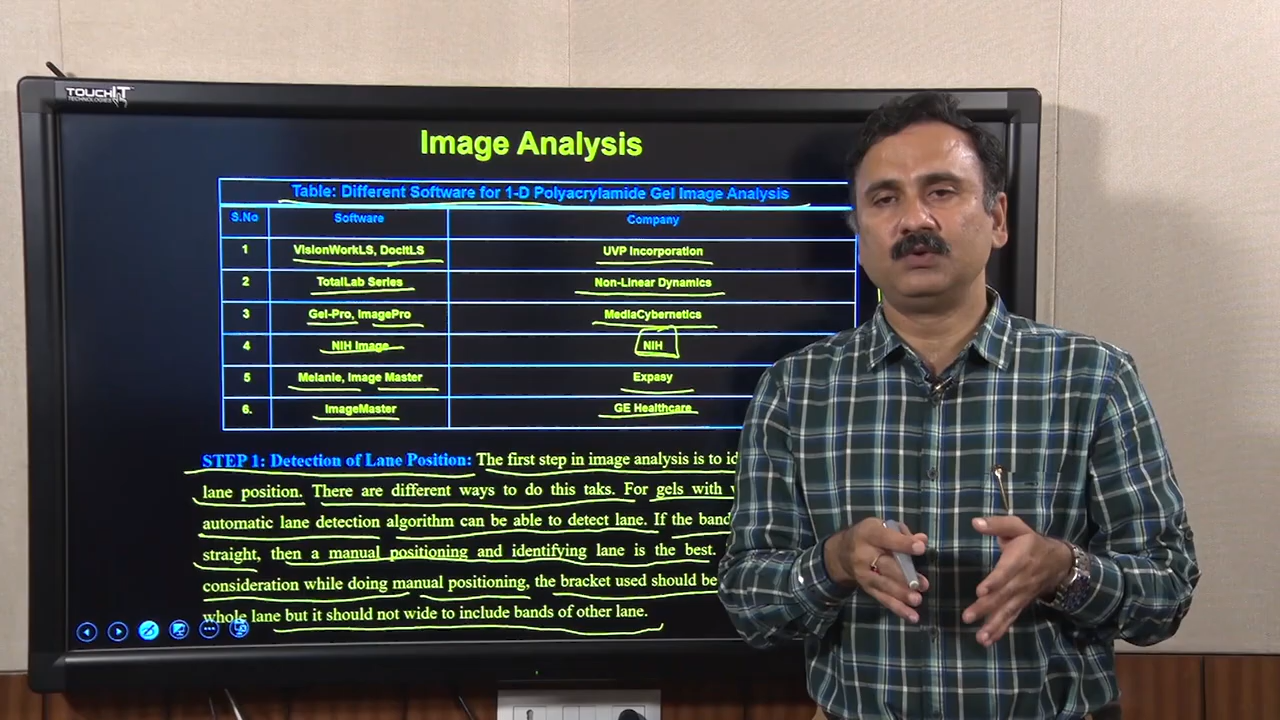 TOUCHIT
TECHNOLOGIES
Image Analysis
Table: Different Software for 1-D Polyacrylamide Gel Image Analysis
S.No Software Company
1 VisionWorkLS, DocItLS UVP Incorporation
2 TotalLab Series Non-Linear Dynamics
3 Gel-Pro, ImagePro MediaCybernetics
4 NIH Image NIH
5 Melanie, Image Master Expasy
6. ImageMaster GE Healthcare
STEP 1: Detection of Lane Position: The first step in image analysis is to
lane position. There are different ways to do this taks. For gels with
automatic lane detection algorithm can be able to detect lane. If the
straight, then a manual positioning and identifying lane is the best.
consideration while doing manual positioning, the bracket used should be
whole lane but it should not wide to include bands of other lane.